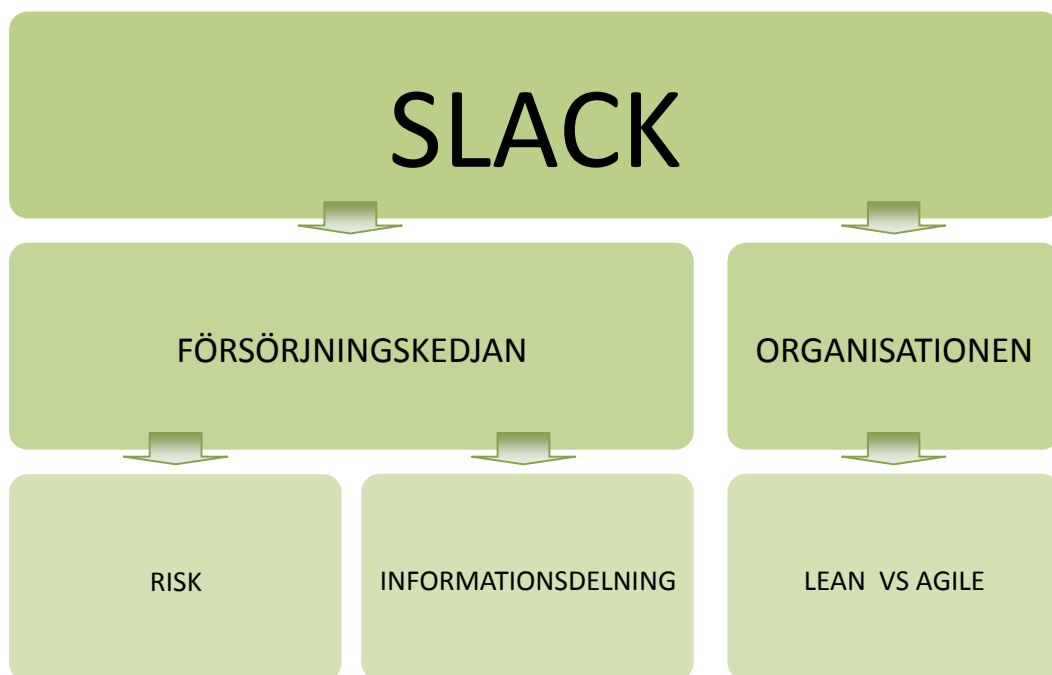 SLACK
FÖRSÖRJNINGSKEDJAN
ORGANISATIONEN
RISK
INFORMATIONSDELNING
LEAN VS AGILE